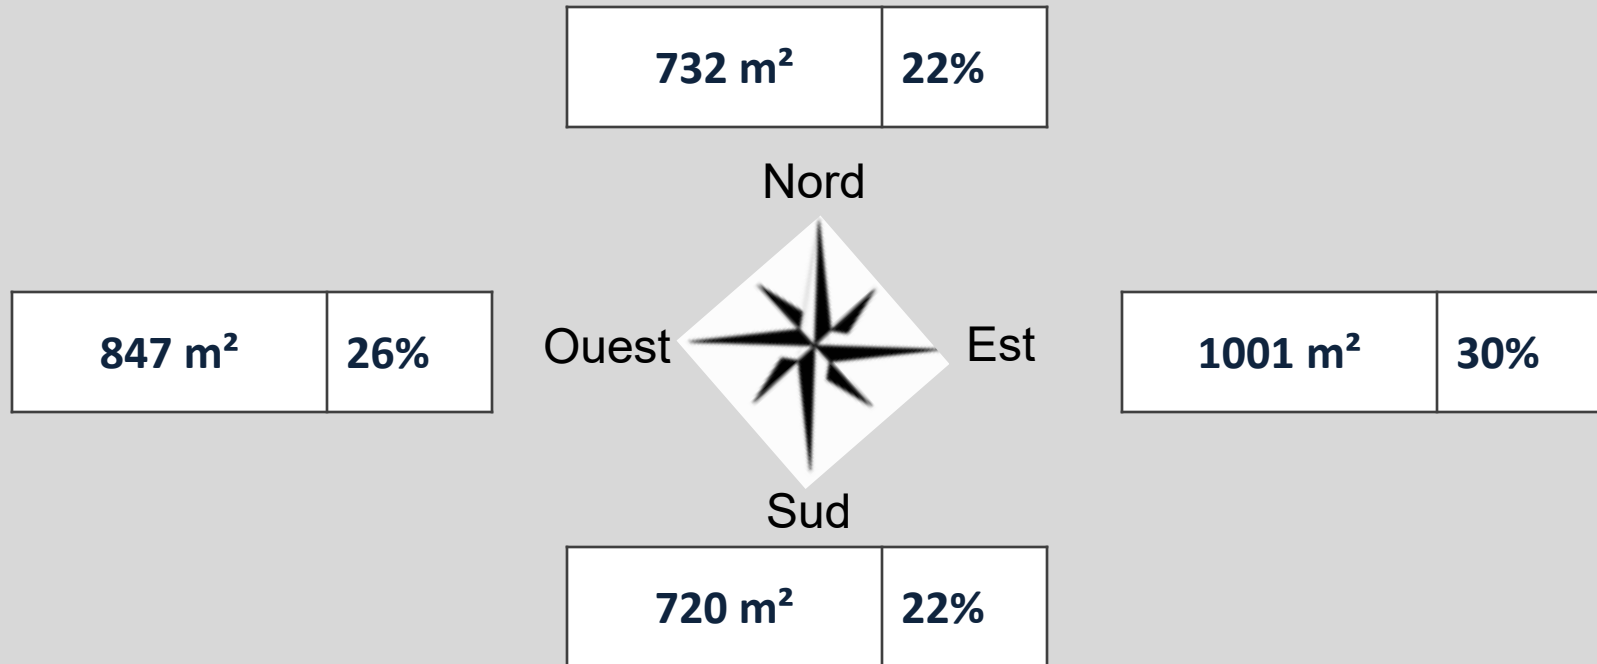 732 m² 22%
Nord
847 m² 26%
Ouest
Est
1001 m² 30%
Sud
720 m² 22%